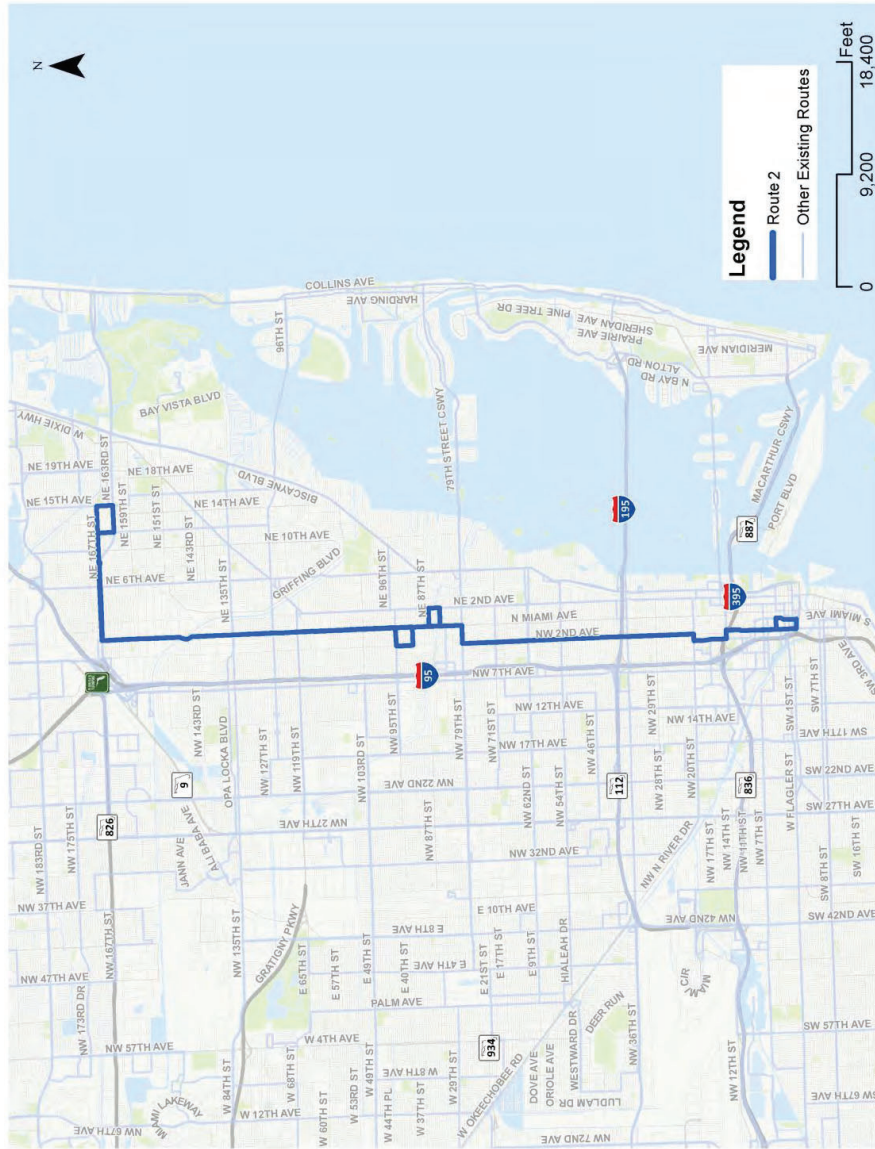 N
NW 183RD ST
NW 175TH ST
NW 37TH AVE
NW 47TH AVE
NW 173RD DR
NW 167TH ST
826
NW 57TH AVE
NW 67TH AVE
MIAMI LAKEWAY
JANN AVE
ALI BABA AVE
9
NW 143RD ST
OPA LOCKA BLVD
NW 135TH ST
NW 127TH ST
NW 119TH ST
GRATIGNY PKWY
W 84TH ST
W 68TH ST
W 60TH ST
W 53RD ST
W 49TH ST
W 44TH PL
W 37TH ST
W 29TH ST
W 12TH AVE
W 8TH AVE
W 4TH AVE
PALM AVE
E 4TH AVE
E 8TH AVE
E 10TH AVE
E 65TH ST
E 57TH ST
E 49TH ST
E 40TH ST
E 21ST ST
E 17TH ST
E 9TH ST
HIALEAH DR
W OKEECHOBEE RD
934
DOVE AVE
ORIOLE AVE
WESTWARD DR
DEER RUN
LUDLAM DR
NW 72ND AVE
NW 36TH ST
NW 12TH ST
NE 167TH ST
NE 163RD ST
NE 159TH ST
NE 151ST ST
NE 143RD ST
NE 135TH ST
NE 19TH AVE
NE 18TH AVE
NE 15TH AVE
NE 14TH AVE
NE 10TH AVE
NE 6TH AVE
W DIXIE HWY
BAY VISTA BLVD
BISCAYNE BLVD
GRIFFING BLVD
96TH ST
COLLINS AVE
HARDING AVE
NE 96TH ST
NE 87TH ST
79TH STREET CSWY
NW 103RD ST
NW 95TH ST
NW 87TH ST
NW 79TH ST
NW 71ST ST
NW 62ND ST
NW 54TH ST
NW 46TH ST
95
NW 7TH AVE
NW 12TH AVE
NW 14TH AVE
NW 17TH AVE
NW 22ND AVE
NW 27TH AVE
NW 32ND AVE
NW 42ND AVE
NE 2ND AVE
N MIAMI AVE
NW 2ND AVE
PINE TREE DR
SHERIDAN AVE
PRAIRIE AVE
ALTON RD
N BAY RD
MERIDIAN AVE
195
112
NW 29TH ST
NW 28TH ST
NW 20TH ST
NW 17TH ST
NW 14TH ST
NW 11TH ST
NW 7TH ST
NW N RIVER DR
395
887
836
MACARTHUR CSWY
PORT BLVD
W FLAGLER ST
SW 1ST ST
SW 7TH ST
SW 8TH ST
SW 16TH ST
S MIAMI AVE
SW 3RD AVE
SW 17TH AVE
SW 22ND AVE
SW 27TH AVE
SW 42ND AVE
SW 57TH AVE
SW 67TH AVE
Legend
Route 2
Other Existing Routes
0 9,200 18,400
Feet